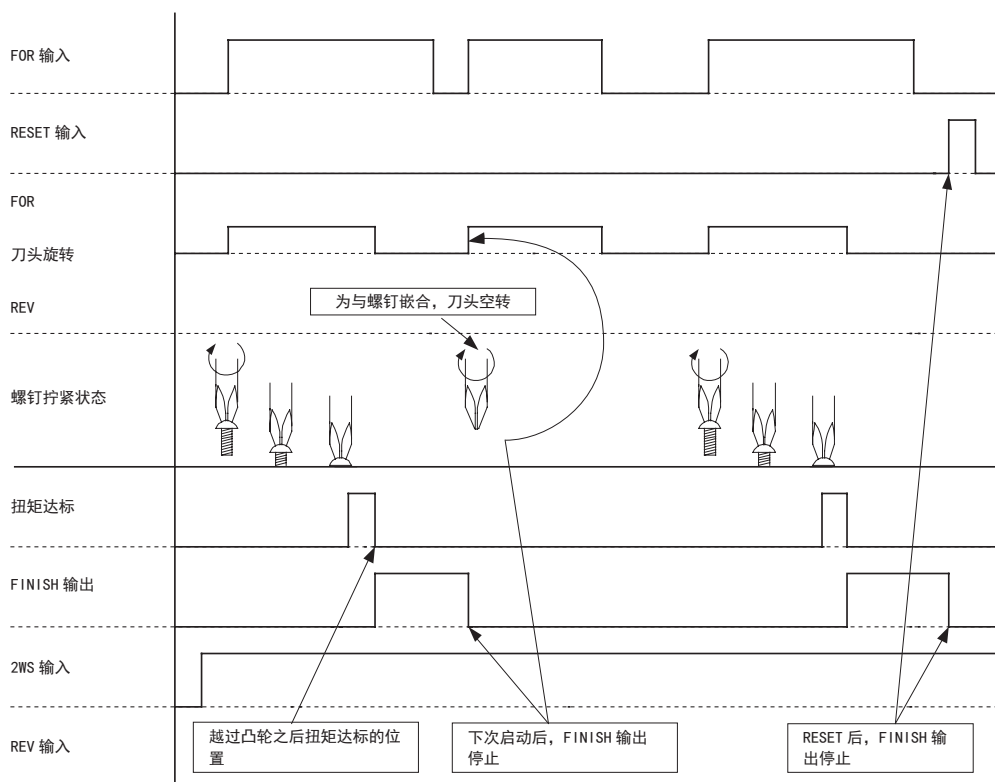 FOR 输入
RESET 输入
FOR
刀头旋转
REV
为与螺钉嵌合，刀头空转
螺钉拧紧状态
扭矩达标
FINISH 输出
2WS 输入
REV 输入
越过凸轮之后扭矩达标的位
置
下次启动后，FINISH 输出
停止
RESET 后，FINISH 输
出停止